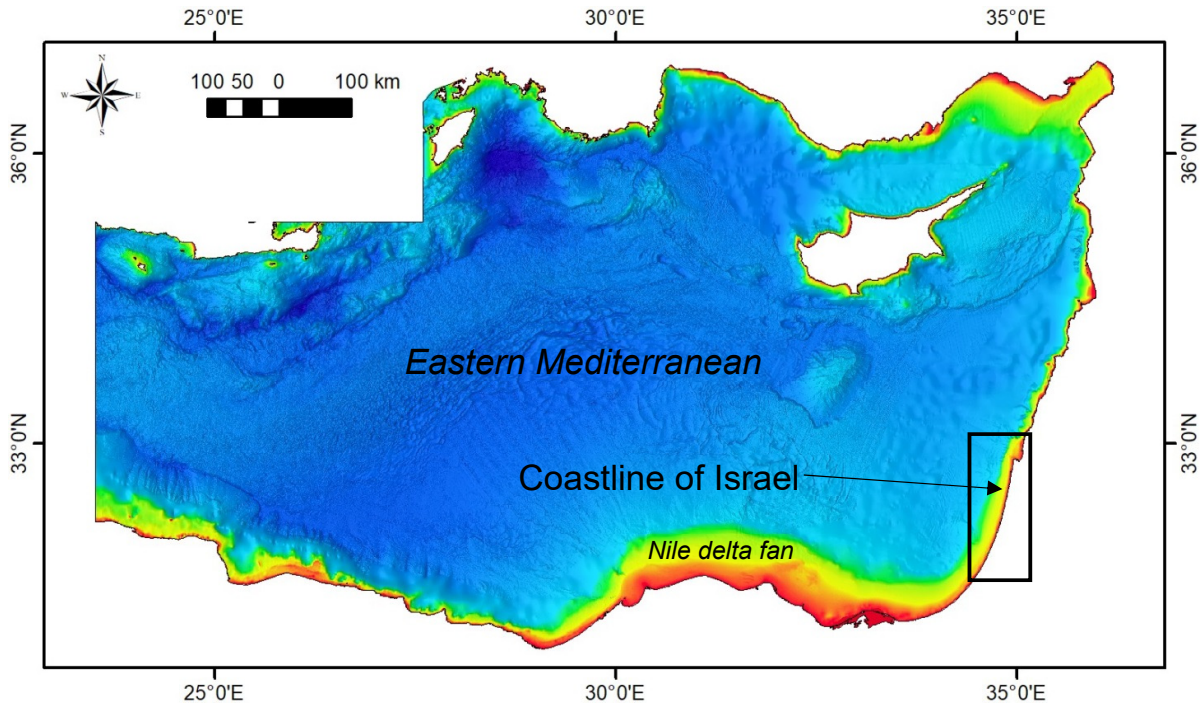 25°0'E 30°0'E 35°0'E
N
W E
S
100 50 0 100 km
36°0'N 36°0'N
Eastern Mediterranean
33°0'N 33°0'N
Coastline of Israel
Nile delta fan
25°0'E 30°0'E 35°0'E